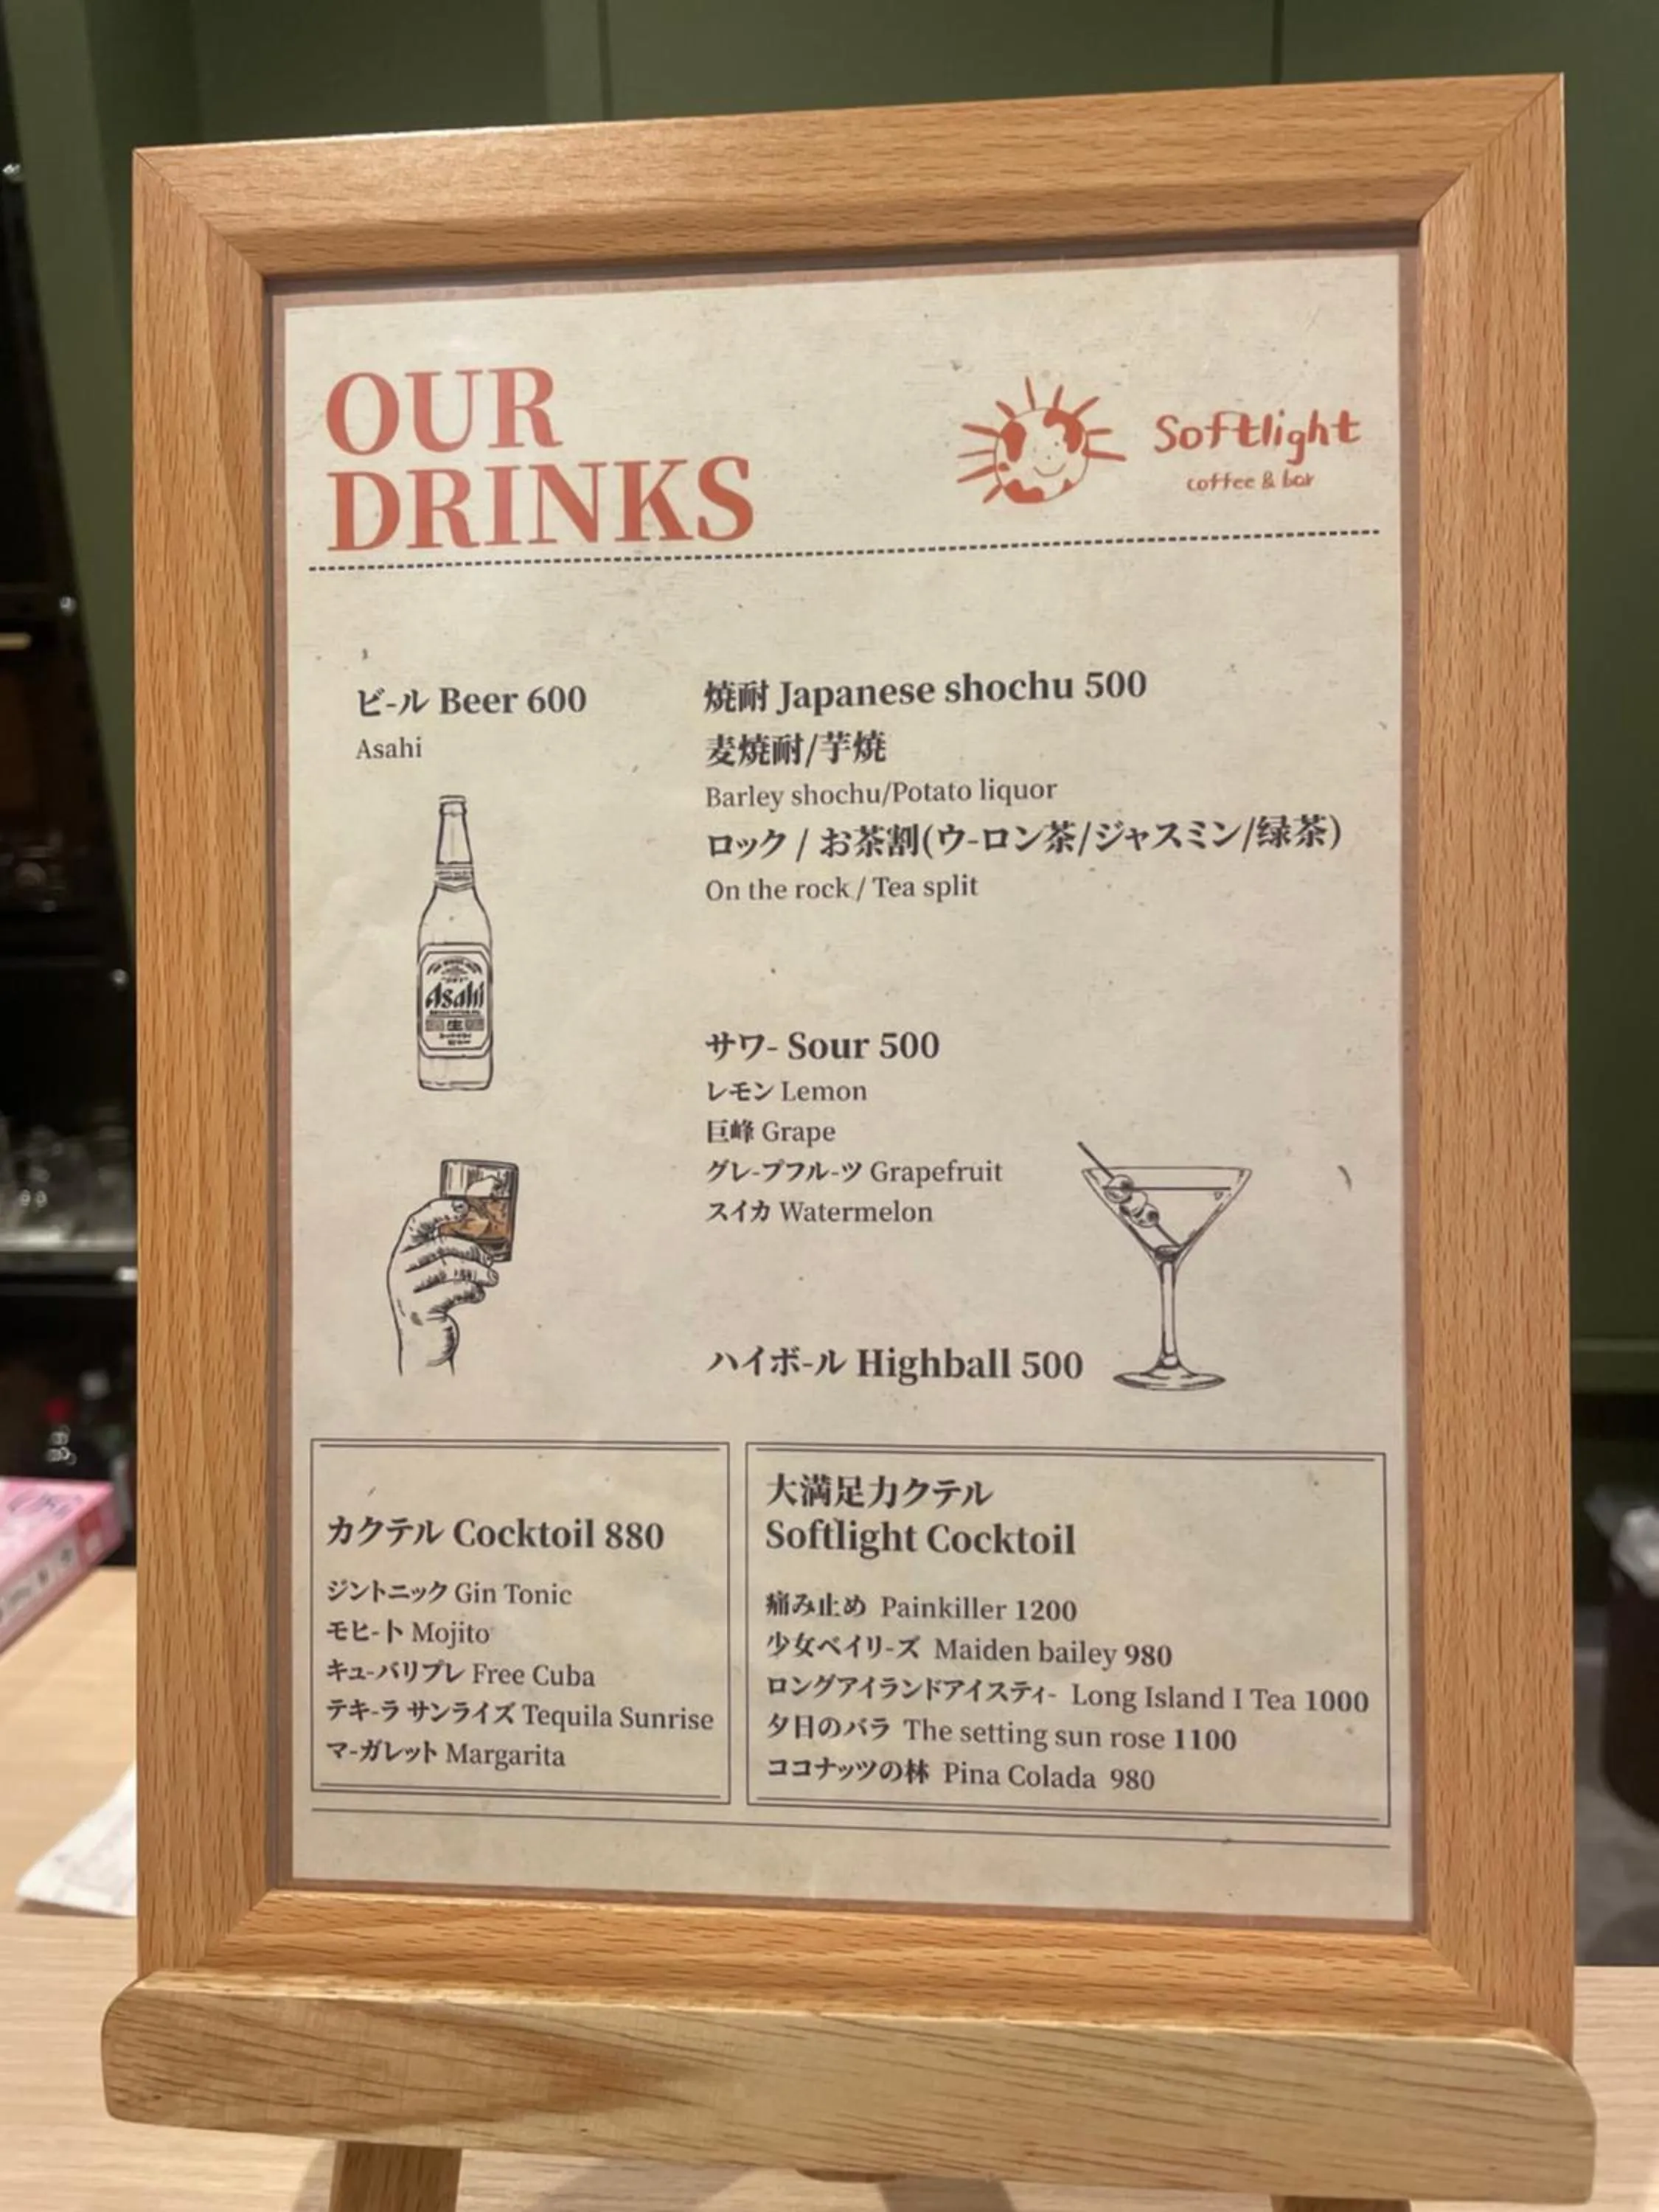 OUR
DRINKS
Softlight
coffee & bar
ビ-ル Beer 600
Asahi
Asahi
生
焼耐 Japanese shochu 500
麦焼耐/芋焼
Barley shochu/Potato liquor
ロック / お茶割(ウ-ロン茶/ジャスミン/绿茶)
On the rock / Tea split
サワ- Sour 500
レモン Lemon
巨峰 Grape
グレ-プフル-ツ Grapefruit
スイカ Watermelon
ハイボ-ル Highball 500
カクテル Cocktoil 880
ジントニック Gin Tonic
モヒ-ト Mojito
キュ-バリプレ Free Cuba
テキ-ラ サンライズ Tequila Sunrise
マ-ガレット Margarita
大満足力クテル
Softlight Cocktoil
痛み止め Painkiller 1200
少女ベイリ-ズ Maiden bailey 980
ロングアイランドアイスティ- Long Island I Tea 1000
夕日のバラ The setting sun rose 1100
ココナッツの林 Pina Colada 980